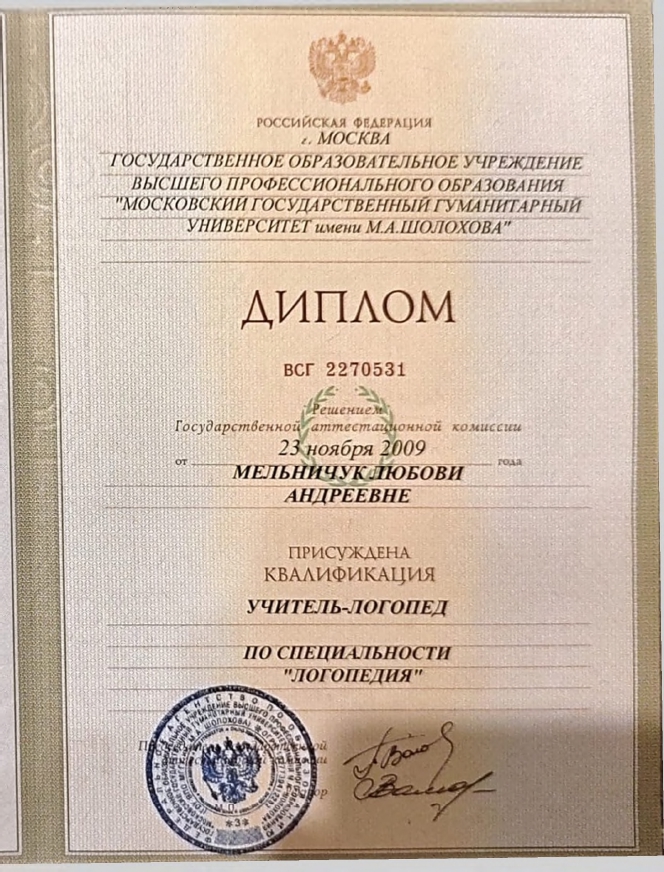 РОССИЙСКАЯ ФЕДЕРАЦИЯ
г. МОСКВА
ГОСУДАРСТВЕННОЕ ОБРАЗОВАТЕЛЬНОЕ УЧРЕЖДЕНИЕ
ВЫСШЕГО ПРОФЕССИОНАЛЬНОГО ОБРАЗОВАНИЯ
"МОСКОВСКИЙ ГОСУДАРСТВЕННЫЙ ГУМАНИТАРНЫЙ
УНИВЕРСИТЕТ имени М.А.ШОЛОХОВА"
ДИПЛОМ
ВСГ 2270531
Решением
Государственной аттестационной комиссии
от 23 ноября 2009 года
МЕЛЬНИЧУК ЛЮБОВИ
АНДРЕЕВНЕ
ПРИСУЖДЕНА
КВАЛИФИКАЦИЯ
УЧИТЕЛЬ-ЛОГОПЕД
ПО СПЕЦИАЛЬНОСТИ
"ЛОГОПЕДИЯ"